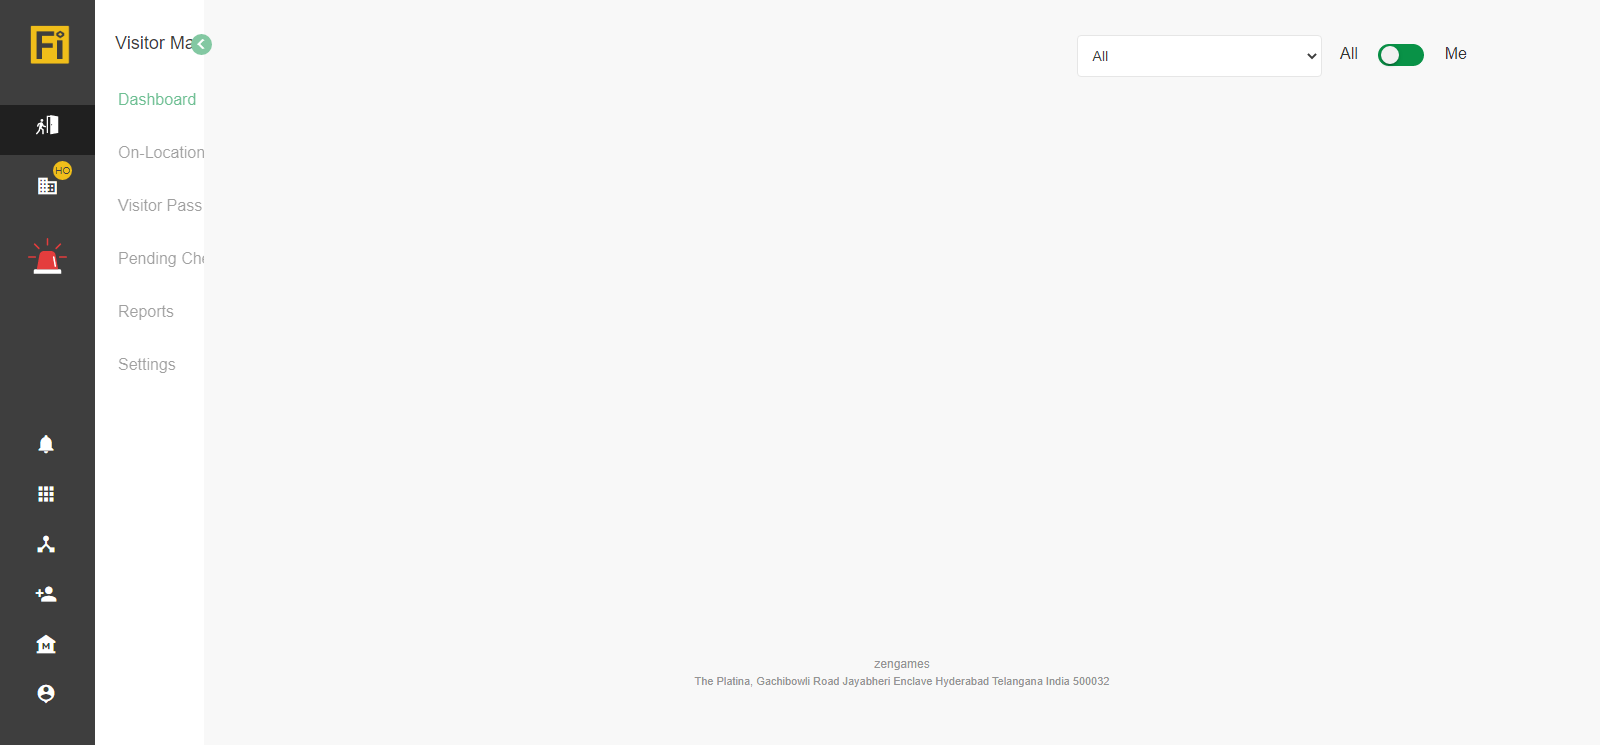 Fi
Visitor Ma
All
All
Me
Dashboard
HO
On-Location
Visitor Pass
Pending Che
Reports
Settings
M
zengames
The Platina, Gachibowli Road Jayabheri Enclave Hyderabad Telangana India 500032